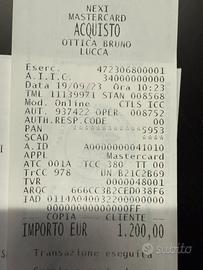 NEXI
MASTERCARD
ACQUISTO
OTTICA BRUNO
LUCCA
Eserc. 472306800001
A.I.I.C. 34000000000
Data 19/09/23 Ora 10:23
TML 11139971 STAN 008568
Mod. Online CTLS ICC
AUT. 937422 OPER. 008752
AUTH.RESP.CODE 00
PAN ************5953
SCAD ****
A.ID A0000000041010
APPL Mastercard
ATC 001A TCC 380 TT 00
TrCC 978 UN B21C2B69
TVR 0000048001
ARQC 666CC3B2CED038F6
IAD 0114A0400322000000000
00000000000000FF
COPIA CLIENTE
IMPORTO EUR 1.200,00
Transazione eseguita
subito